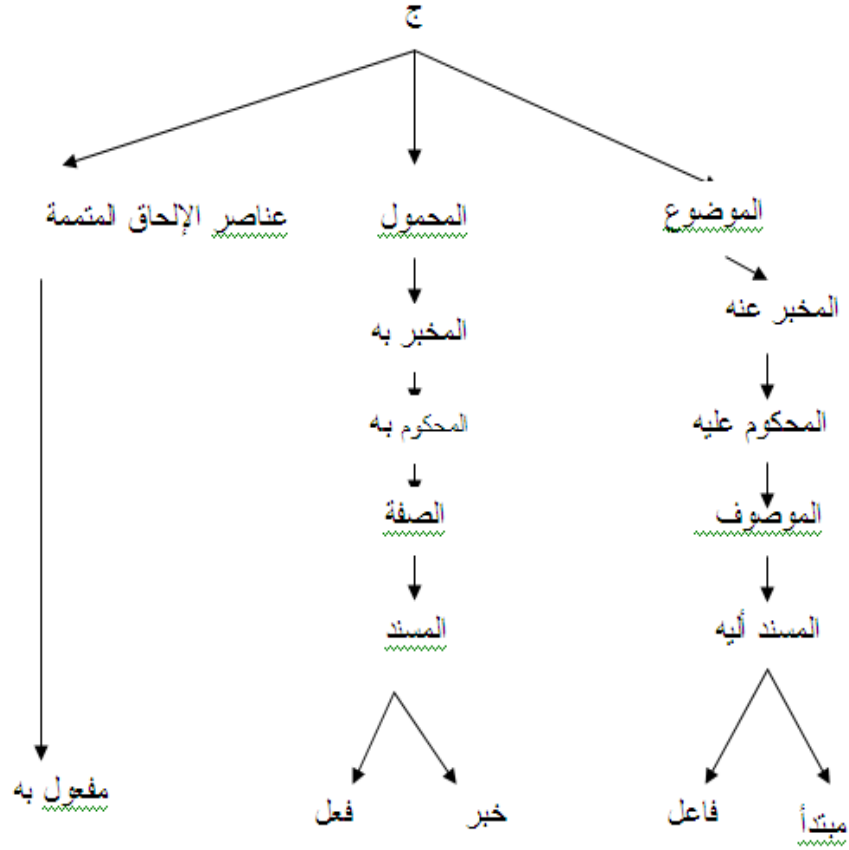 ج
الموضوع المحمول عناصر الإلحاق المتممة
المخبر عنه المخبر به
المحكوم عليه المحكوم به
الموصوف الصفة
المسند أليه المسند
مبتدأ فاعل خبر فعل مفعول به